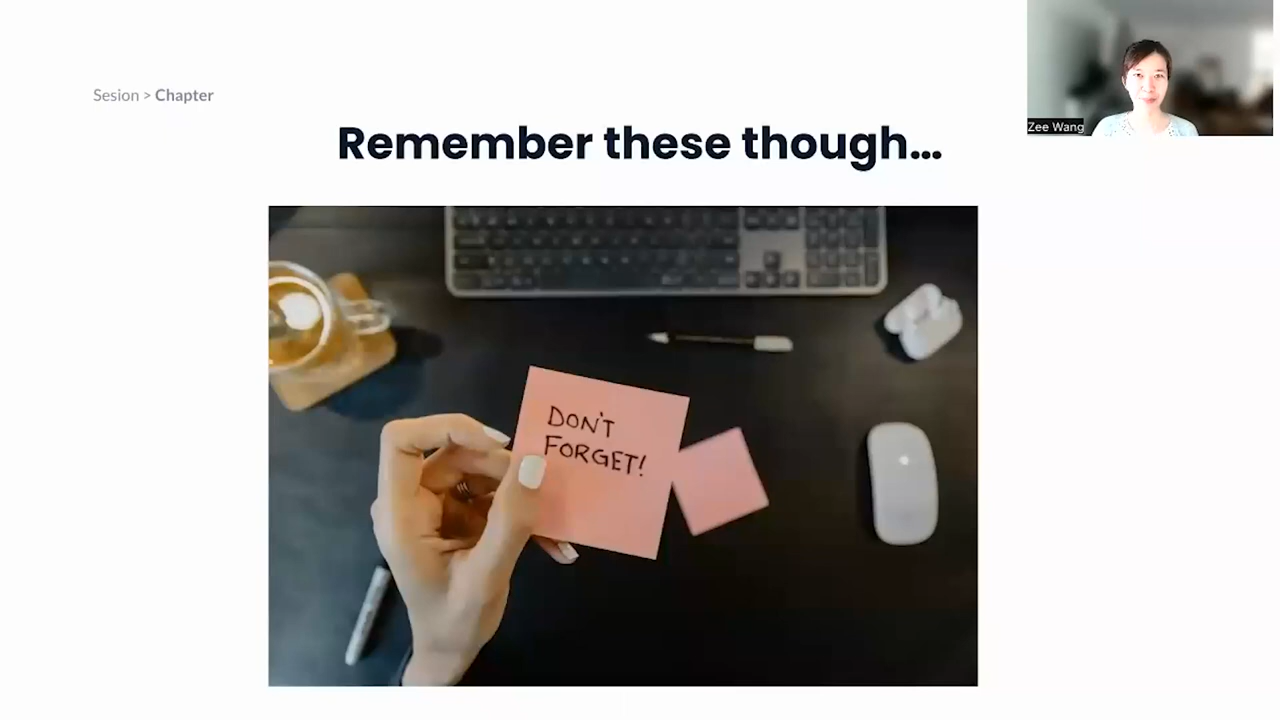 Sesion > Chapter
Remember these though...
Zee Wang
DON'T
FORGET!